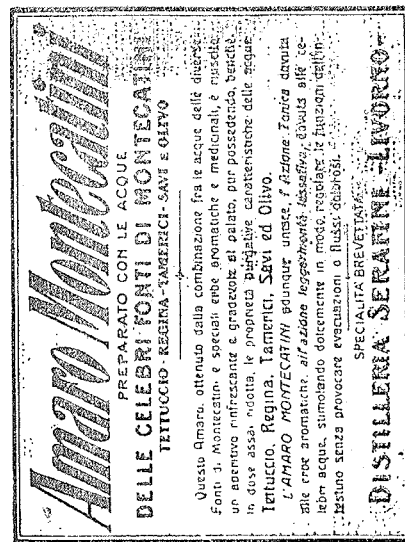 Amaro Montecatini
PREPARATO CON LE ACQUE
DELLE CELEBRI FONTI DI MONTECATINI
TETTUCCIO - REGINA - TAMERICI - SAVI E OLIVO
Questo Amaro, ottenuto dalla combinazione fra le acque delle diverse
Fonti di Montecatini e speciali erbe aromatiche e medicinali, è riuscito
un aperitivo rinfrescante e gradevole al palato, pur possedendo, benchè
in dose assai ridotta, le proprietà purgative caratteristiche delle acque
Tettuccio, Regina, Tamerici, Savi ed Olivo.
L'AMARO MONTECATINI adunque unisce, l'Azione Tonica dovuta
alle erbe aromatiche, all'azione leggermente lassativa, dovuta alle ce-
lebri acque, stimolando dolcemente in modo, regolare le funzioni dell'in-
testino senza provocare evacuazioni o flussi dolorosi.
SPECIALITÀ BREVETTATA
DISTILLERIA SERAFINI - LIVORNO